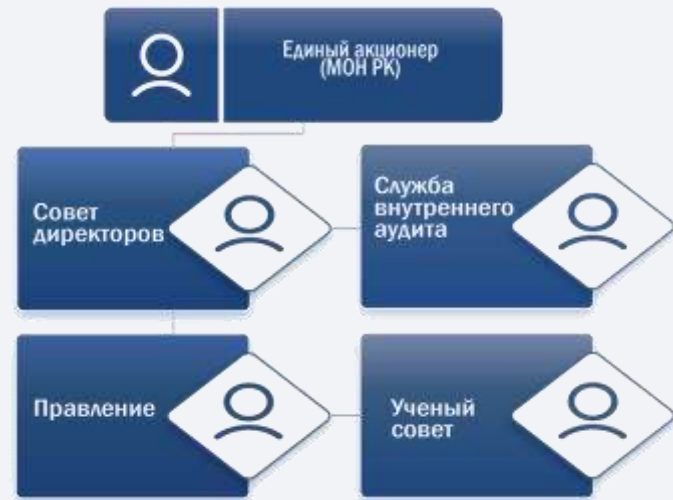 Единый акционер
(МОН РК)
Совет
директоров
Служба
внутреннего
аудита
Правление
Ученый
совет